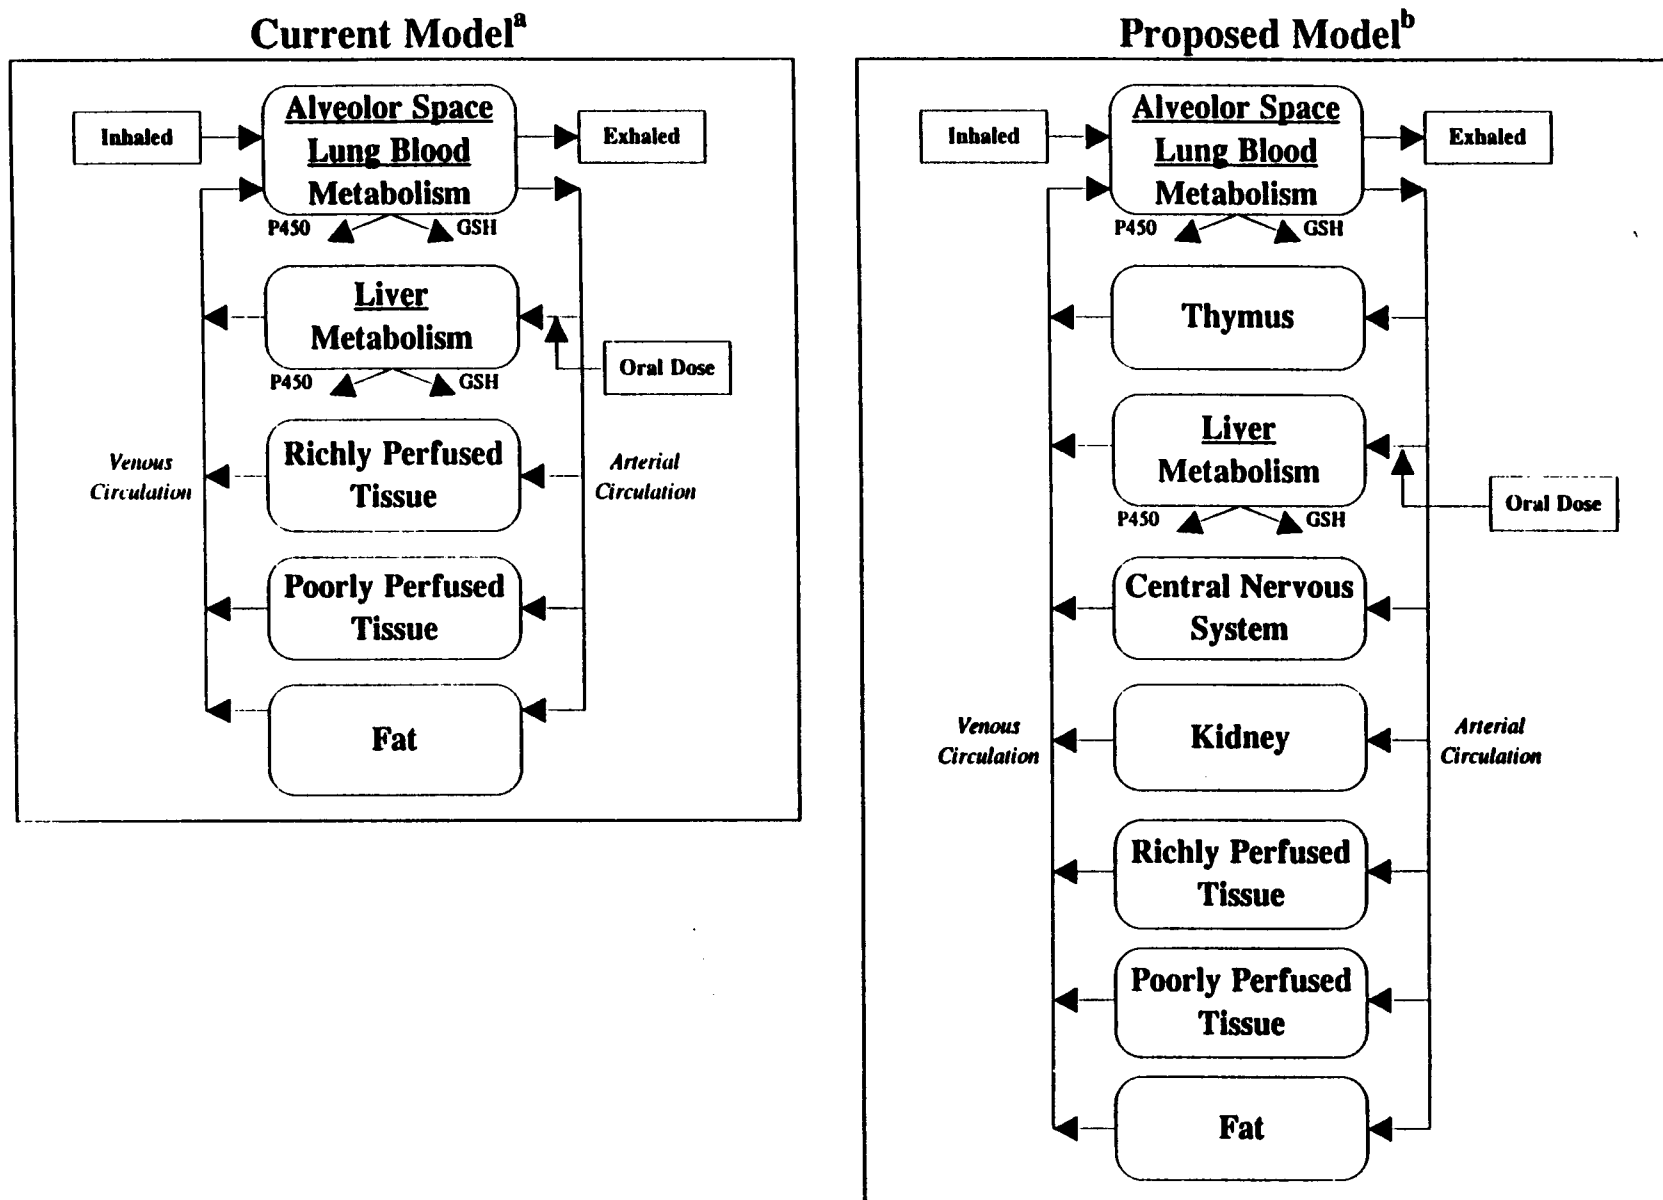 Current Modelᵃ
Inhaled
Alveolor Space
Lung Blood
Metabolism
Exhaled
P450
GSH
Liver
Metabolism
P450
GSH
Oral Dose
Richly Perfused
Tissue
Venous
Circulation
Arterial
Circulation
Poorly Perfused
Tissue
Fat
Proposed Modelᵇ
Inhaled
Alveolor Space
Lung Blood
Metabolism
Exhaled
P450
GSH
Thymus
Liver
Metabolism
P450
GSH
Oral Dose
Central Nervous
System
Kidney
Venous
Circulation
Arterial
Circulation
Richly Perfused
Tissue
Poorly Perfused
Tissue
Fat